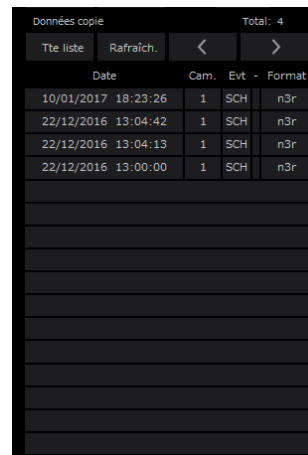 Données copie Total: 4
Tte liste Rafraîch. < >
Date Cam. Evt - Format
10/01/2017 18:23:26 1 SCH n3r
22/12/2016 13:04:42 1 SCH n3r
22/12/2016 13:04:13 1 SCH n3r
22/12/2016 13:00:00 1 SCH n3r